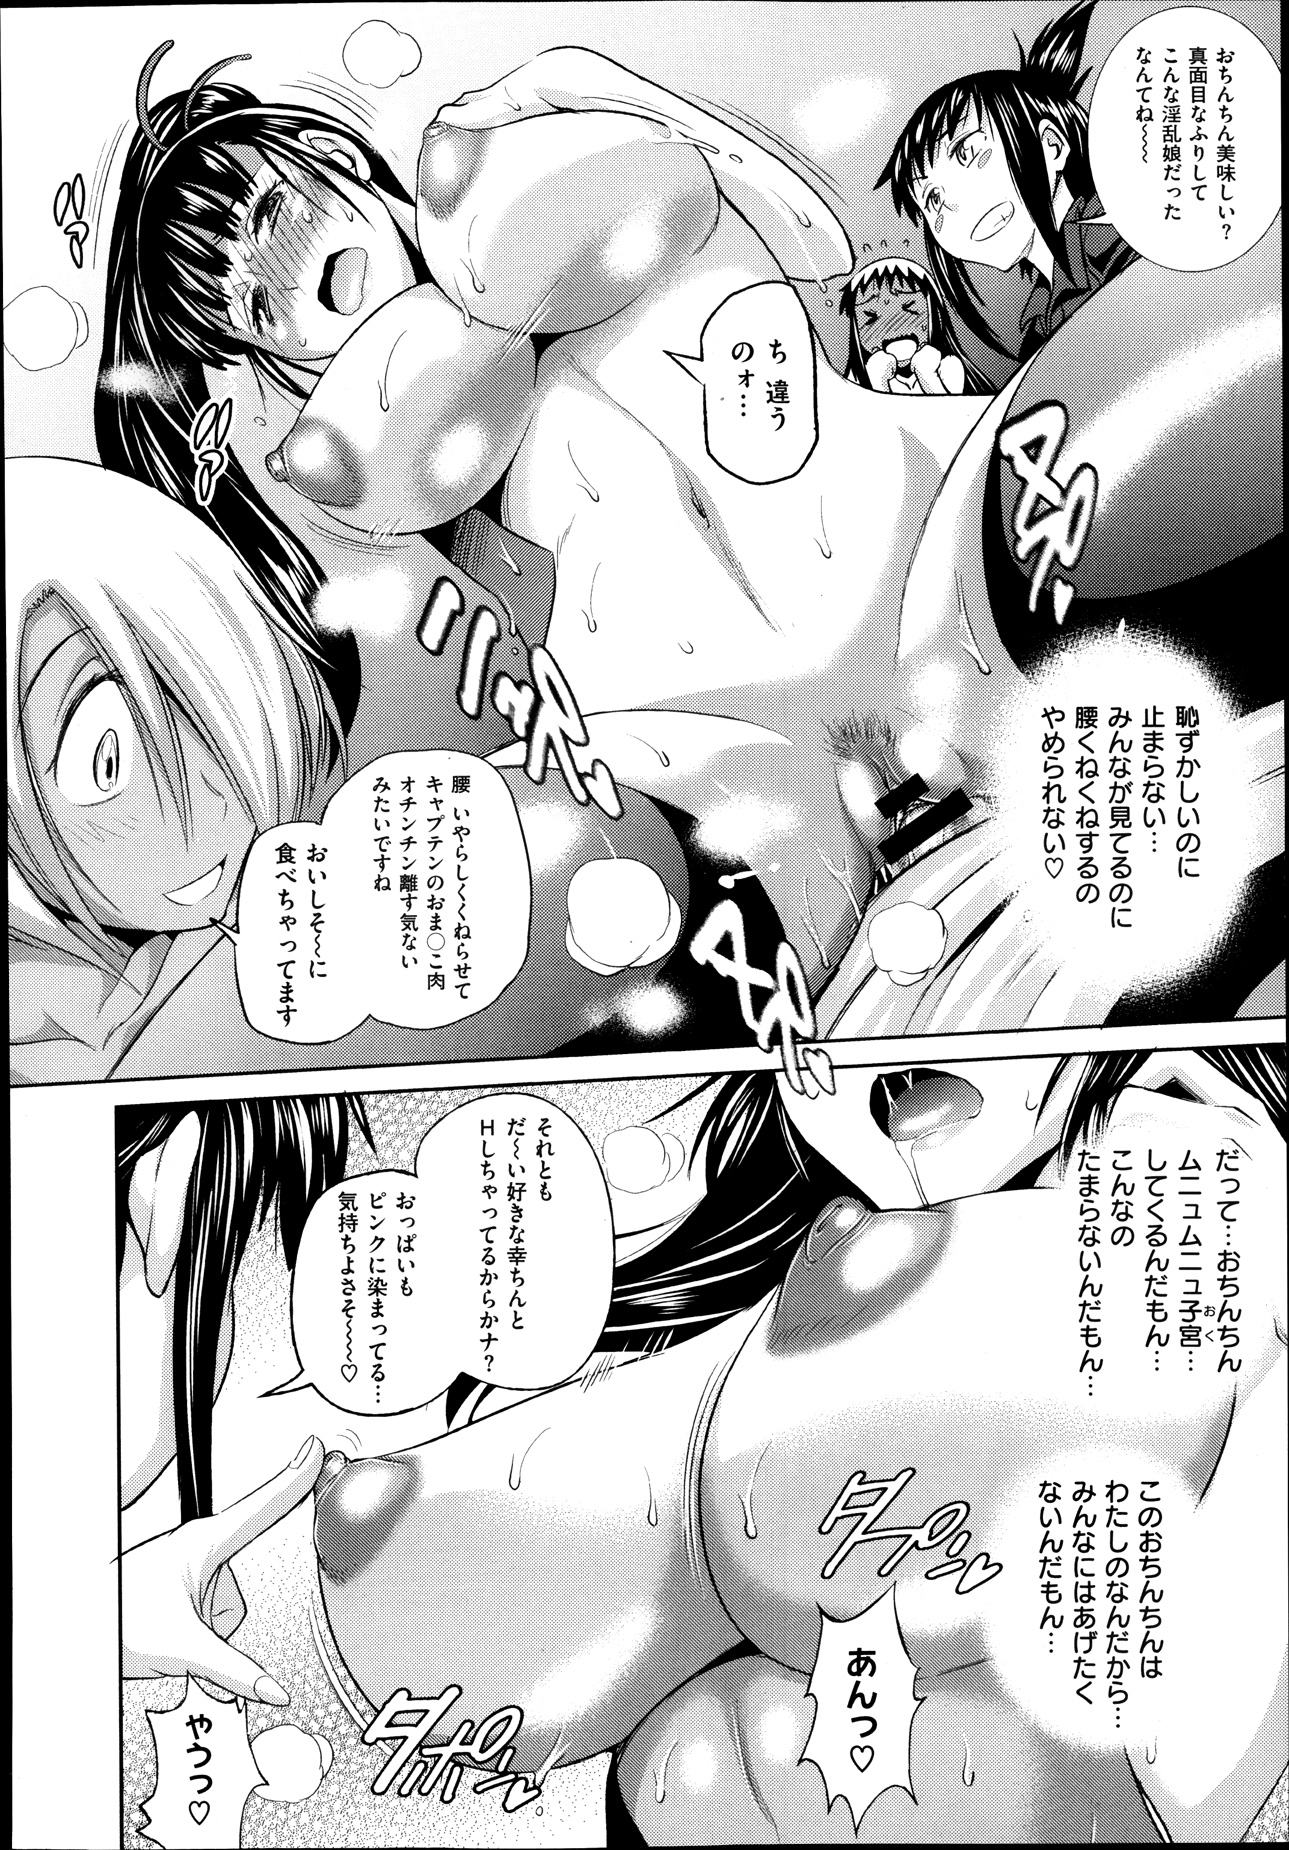 おちんちん美味しい?
真面目なふりして
こんな淫乱娘だった
なんてね〜〜
ち 違う
のォ…
恥ずかしいのに
止まらない…
みんなが見てるのに
腰くねくねするの
やめられない♡
腰 いやらしくくねらせて
キャプテンのおま○こ肉
オチンチン離す気ない
みたいですね
おいしそ〜に
食べちゃってます
だって…おちんちん
ムニュムニュ子宮…
おく
してくるんだもん…
こんなの
たまらないんだもん…
それとも
だ〜い好きな幸ちんと
Hしちゃってるからかナ?
おっぱいも
ピンクに染まってる…
気持ちよさそ〜〜♡
このおちんちんは
わたしのなんだから…
みんなにはあげたく
ないんだもん…
あんっ♡
やうっ♡